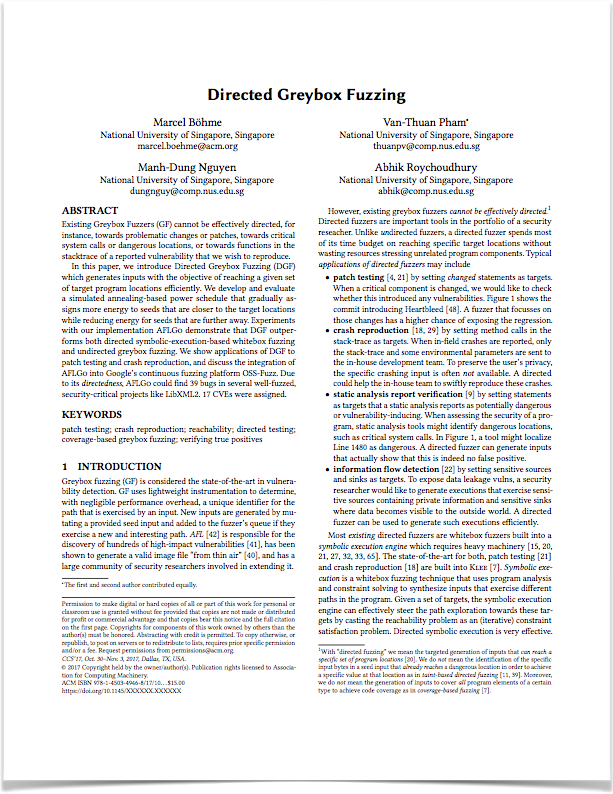 Directed Greybox Fuzzing
Marcel Böhme
National University of Singapore, Singapore
marcel.boehme@acm.org
Van-Thuan Pham*
National University of Singapore, Singapore
thuanpv@comp.nus.edu.sg
Manh-Dung Nguyen
National University of Singapore, Singapore
dungnguy@comp.nus.edu.sg
Abhik Roychoudhury
National University of Singapore, Singapore
abhik@comp.nus.edu.sg
ABSTRACT
Existing Greybox Fuzzers (GF) cannot be effectively directed, for
instance, towards problematic changes or patches, towards critical
system calls or dangerous locations, or towards functions in the
stacktrace of a reported vulnerability that we wish to reproduce.
In this paper, we introduce Directed Greybox Fuzzing (DGF)
which generates inputs with the objective of reaching a given set
of target program locations efficiently. We develop and evaluate
a simulated annealing-based power schedule that gradually as-
signs more energy to seeds that are closer to the target locations
while reducing energy for seeds that are further away. Experiments
with our implementation AFLGo demonstrate that DGF outper-
forms both directed symbolic-execution-based whitebox fuzzing
and undirected greybox fuzzing. We show applications of DGF to
patch testing and crash reproduction, and discuss the integration of
AFLGo into Google's continuous fuzzing platform OSS-Fuzz. Due
to its directedness, AFLGo could find 39 bugs in several well-fuzzed,
security-critical projects like LibXML2. 17 CVEs were assigned.
KEYWORDS
patch testing; crash reproduction; reachability; directed testing;
coverage-based greybox fuzzing; verifying true positives
1 INTRODUCTION
Greybox fuzzing (GF) is considered the state-of-the-art in vulnera-
bility detection. GF uses lightweight instrumentation to determine,
with negligible performance overhead, a unique identifier for the
path that is exercised by an input. New inputs are generated by mu-
tating a provided seed input and added to the fuzzer's queue if they
exercise a new and interesting path. AFL [42] is responsible for the
discovery of hundreds of high-impact vulnerabilities [41], has been
shown to generate a valid image file "from thin air" [40], and has a
large community of security researchers involved in extending it.
*The first and second author contributed equally.
Permission to make digital or hard copies of all or part of this work for personal or
classroom use is granted without fee provided that copies are not made or distributed
for profit or commercial advantage and that copies bear this notice and the full citation
on the first page. Copyrights for components of this work owned by others than the
author(s) must be honored. Abstracting with credit is permitted. To copy otherwise, or
republish, to post on servers or to redistribute to lists, requires prior specific permission
and/or a fee. Request permissions from permissions@acm.org.
CCS'17, Oct. 30–Nov. 3, 2017, Dallas, TX, USA.
© 2017 Copyright held by the owner/author(s). Publication rights licensed to Associa-
tion for Computing Machinery.
ACM ISBN 978-1-4503-4946-8/17/10...$15.00
https://doi.org/10.1145/XXXXXX.XXXXXX
However, existing greybox fuzzers cannot be effectively directed.1
Directed fuzzers are important tools in the portfolio of a security
reseacher. Unlike undirected fuzzers, a directed fuzzer spends most
of its time budget on reaching specific target locations without
wasting resources stressing unrelated program components. Typical
applications of directed fuzzers may include
• patch testing [4, 21] by setting changed statements as targets.
When a critical component is changed, we would like to check
whether this introduced any vulnerabilities. Figure 1 shows the
commit introducing Heartbleed [48]. A fuzzer that focusses on
those changes has a higher chance of exposing the regression.
• crash reproduction [18, 29] by setting method calls in the
stack-trace as targets. When in-field crashes are reported, only
the stack-trace and some environmental parameters are sent to
the in-house development team. To preserve the user's privacy,
the specific crashing input is often not available. A directed
could help the in-house team to swiftly reproduce these crashes.
• static analysis report verification [9] by setting statements
as targets that a static analysis reports as potentially dangerous
or vulnerability-inducing. When assessing the security of a pro-
gram, static analysis tools might identify dangerous locations,
such as critical system calls. In Figure 1, a tool might localize
Line 1480 as dangerous. A directed fuzzer can generate inputs
that actually show that this is indeed no false positive.
• information flow detection [22] by setting sensitive sources
and sinks as targets. To expose data leakage vulns, a security
researcher would like to generate executions that exercise sensi-
tive sources containing private information and sensitive sinks
where data becomes visible to the outside world. A directed
fuzzer can be used to generate such executions efficiently.
Most existing directed fuzzers are whitebox fuzzers built into a
symbolic execution engine which requires heavy machinery [15, 20,
21, 27, 32, 33, 65]. The state-of-the-art for both, patch testing [21]
and crash reproduction [18] are built into KLEE [7]. Symbolic exe-
cution is a whitebox fuzzing technique that uses program analysis
and constraint solving to synthesize inputs that exercise different
paths in the program. Given a set of targets, the symbolic execution
engine can effectively steer the path exploration towards these tar-
gets by casting the reachability problem as an (iterative) constraint
satisfaction problem. Directed symbolic execution is very effective.
1With "directed fuzzing" we mean the targeted generation of inputs that can reach a
specific set of program locations [20]. We do not mean the identification of the specific
input bytes in a seed input that already reaches a dangerous location in order to achieve
a specific value at that location as in taint-based directed fuzzing [11, 39]. Moreover,
we do not mean the generation of inputs to cover all program elements of a certain
type to achieve code coverage as in coverage-based fuzzing [7].